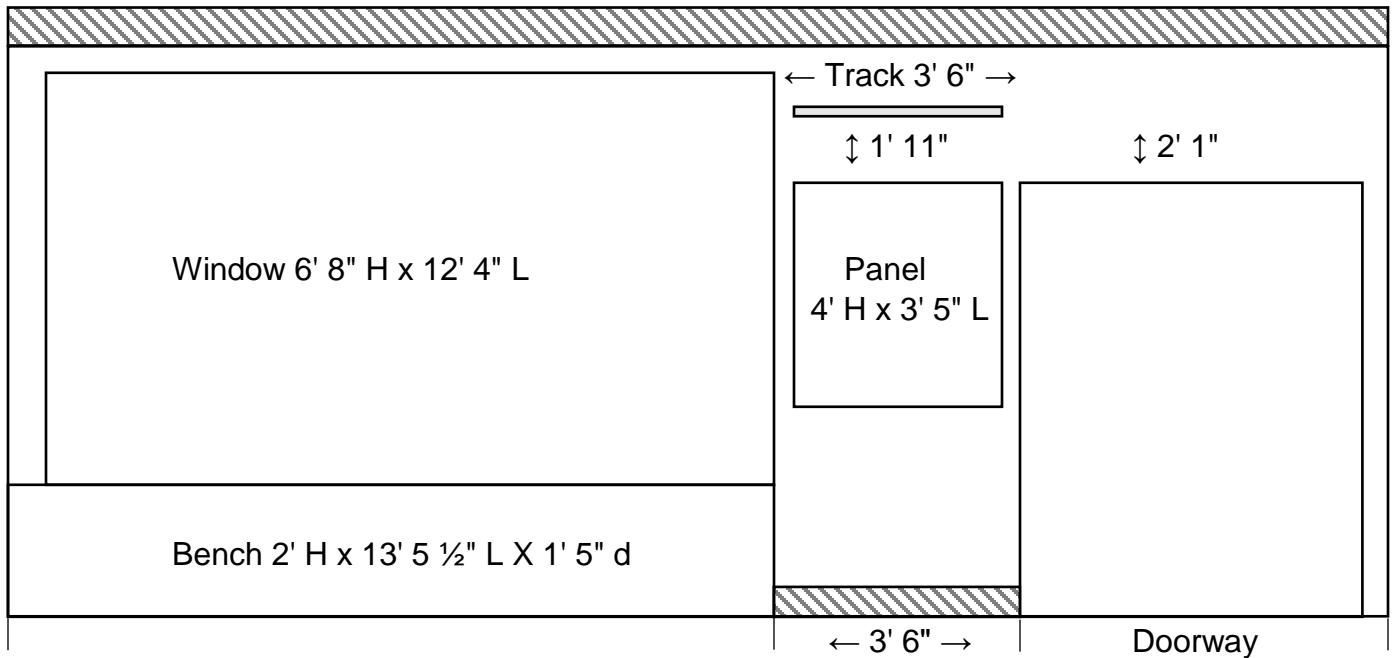 ← Track 3' 6" →
↕ 1' 11"
↕ 2' 1"
Window 6' 8" H x 12' 4" L
Panel
4' H x 3' 5" L
Bench 2' H x 13' 5 ½" L X 1' 5" d
← 3' 6" →
Doorway